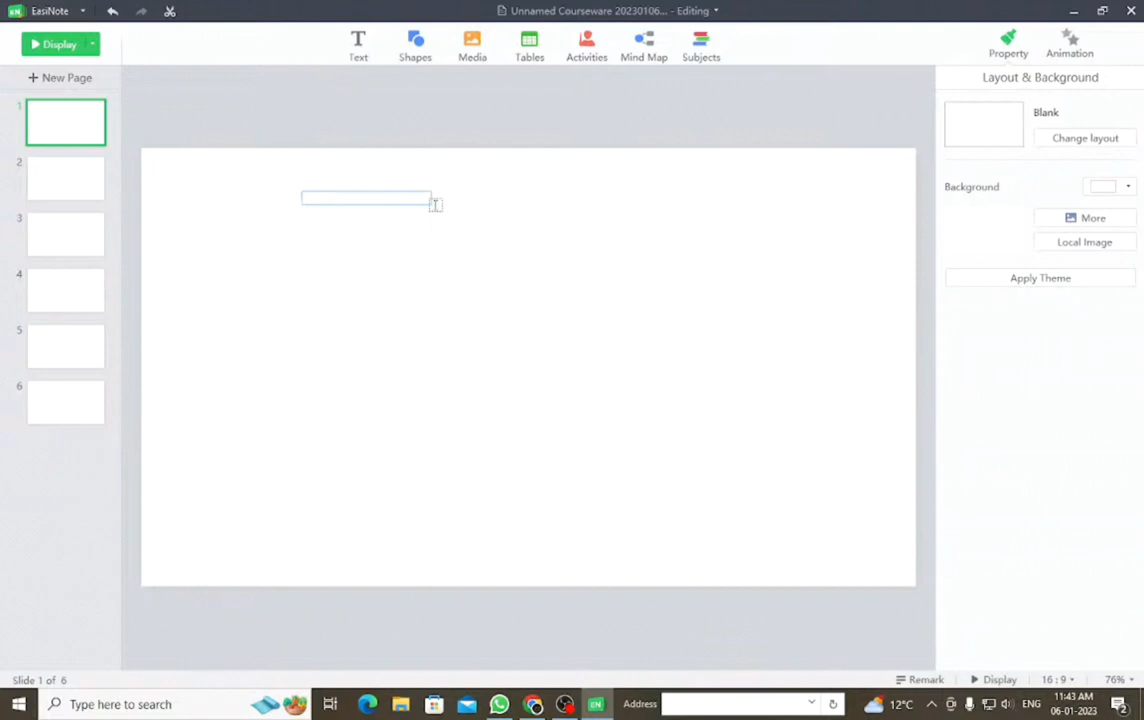 EasiNote
Unnamed Courseware 20230106... - Editing
Display
Text
Shapes
Media
Tables
Activities
Mind Map
Subjects
Property
Animation
+ New Page
Layout & Background
1
2
3
4
5
6
Blank
Change layout
Background
More
Local Image
Apply Theme
Slide 1 of 6
Remark
Display
16 : 9
76%
Type here to search
Address
12°C
ENG
11:43 AM
06-01-2023
2